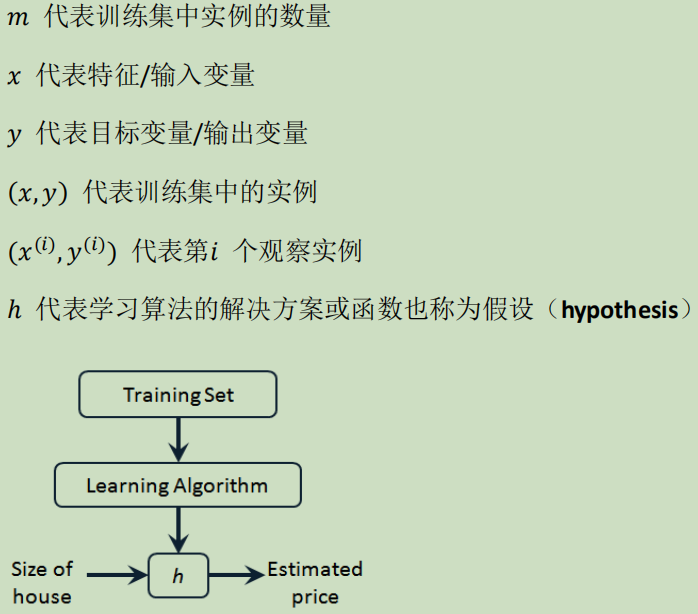 m 代表训练集中实例的数量
x 代表特征/输入变量
y 代表目标变量/输出变量
(x, y) 代表训练集中的实例
(x⁽ⁱ⁾, y⁽ⁱ⁾) 代表第i 个观察实例
h 代表学习算法的解决方案或函数也称为假设（hypothesis）
Training Set
Learning Algorithm
Size of
house
h
Estimated
price